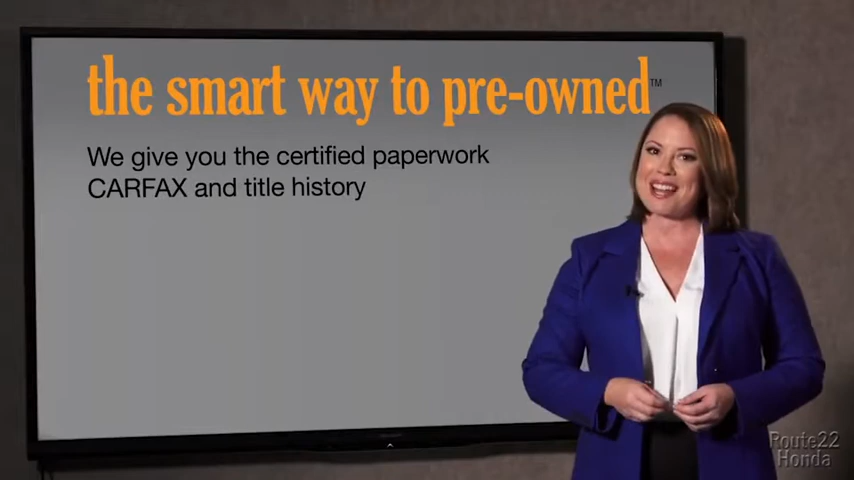 the smart way to pre-owned™
We give you the certified paperwork
CARFAX and title history
Route22
Honda